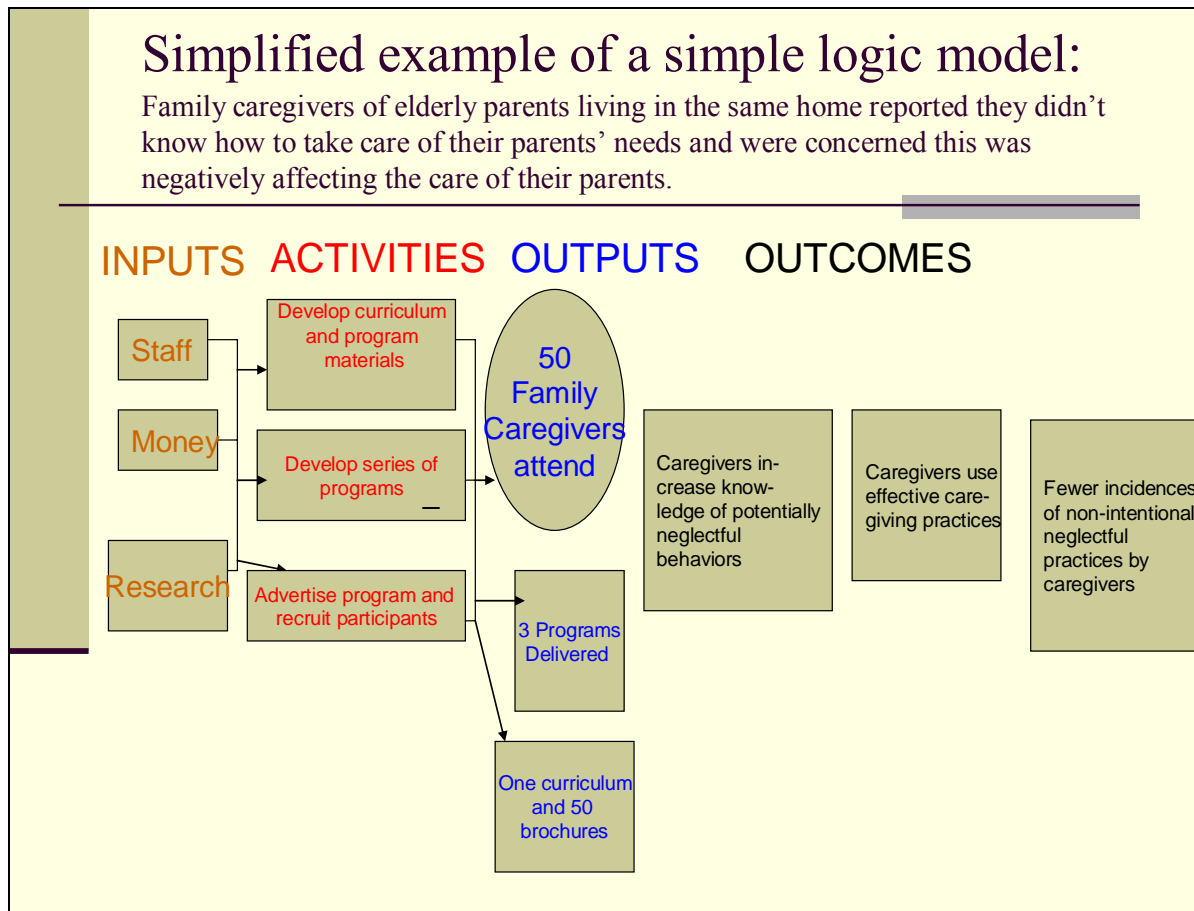 Simplified example of a simple logic model:
Family caregivers of elderly parents living in the same home reported they didn’t
know how to take care of their parents’ needs and were concerned this was
negatively affecting the care of their parents.
INPUTS
ACTIVITIES
OUTPUTS
OUTCOMES
Staff
Money
Research
Develop curriculum
and program
materials
Develop series of
programs
Advertise program and
recruit participants
50
Family
Caregivers
attend
3 Programs
Delivered
One curriculum
and 50
brochures
Caregivers in-
crease know-
ledge of potentially
neglectful
behaviors
Caregivers use
effective care-
giving practices
Fewer incidences
of non-intentional
neglectful
practices by
caregivers